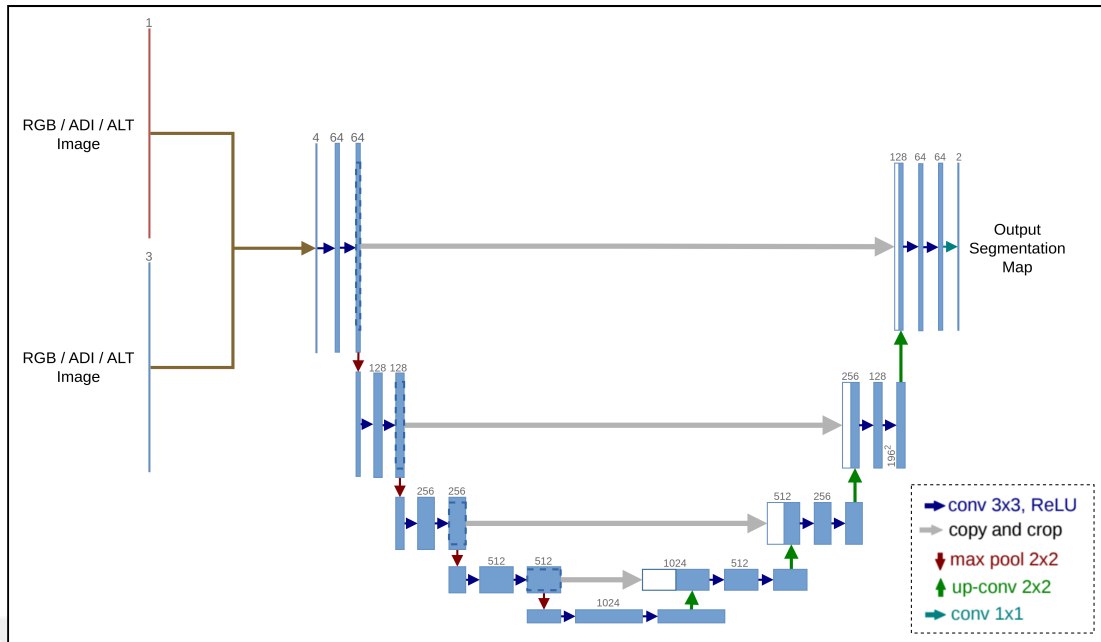 1
RGB / ADI / ALT
Image
3
RGB / ADI / ALT
Image
4 64 64
128 128
256 256
512 512
1024
1024 512
512 256
256 128
196²
128 64 64 2
Output
Segmentation
Map
conv 3x3, ReLU
copy and crop
max pool 2x2
up-conv 2x2
conv 1x1